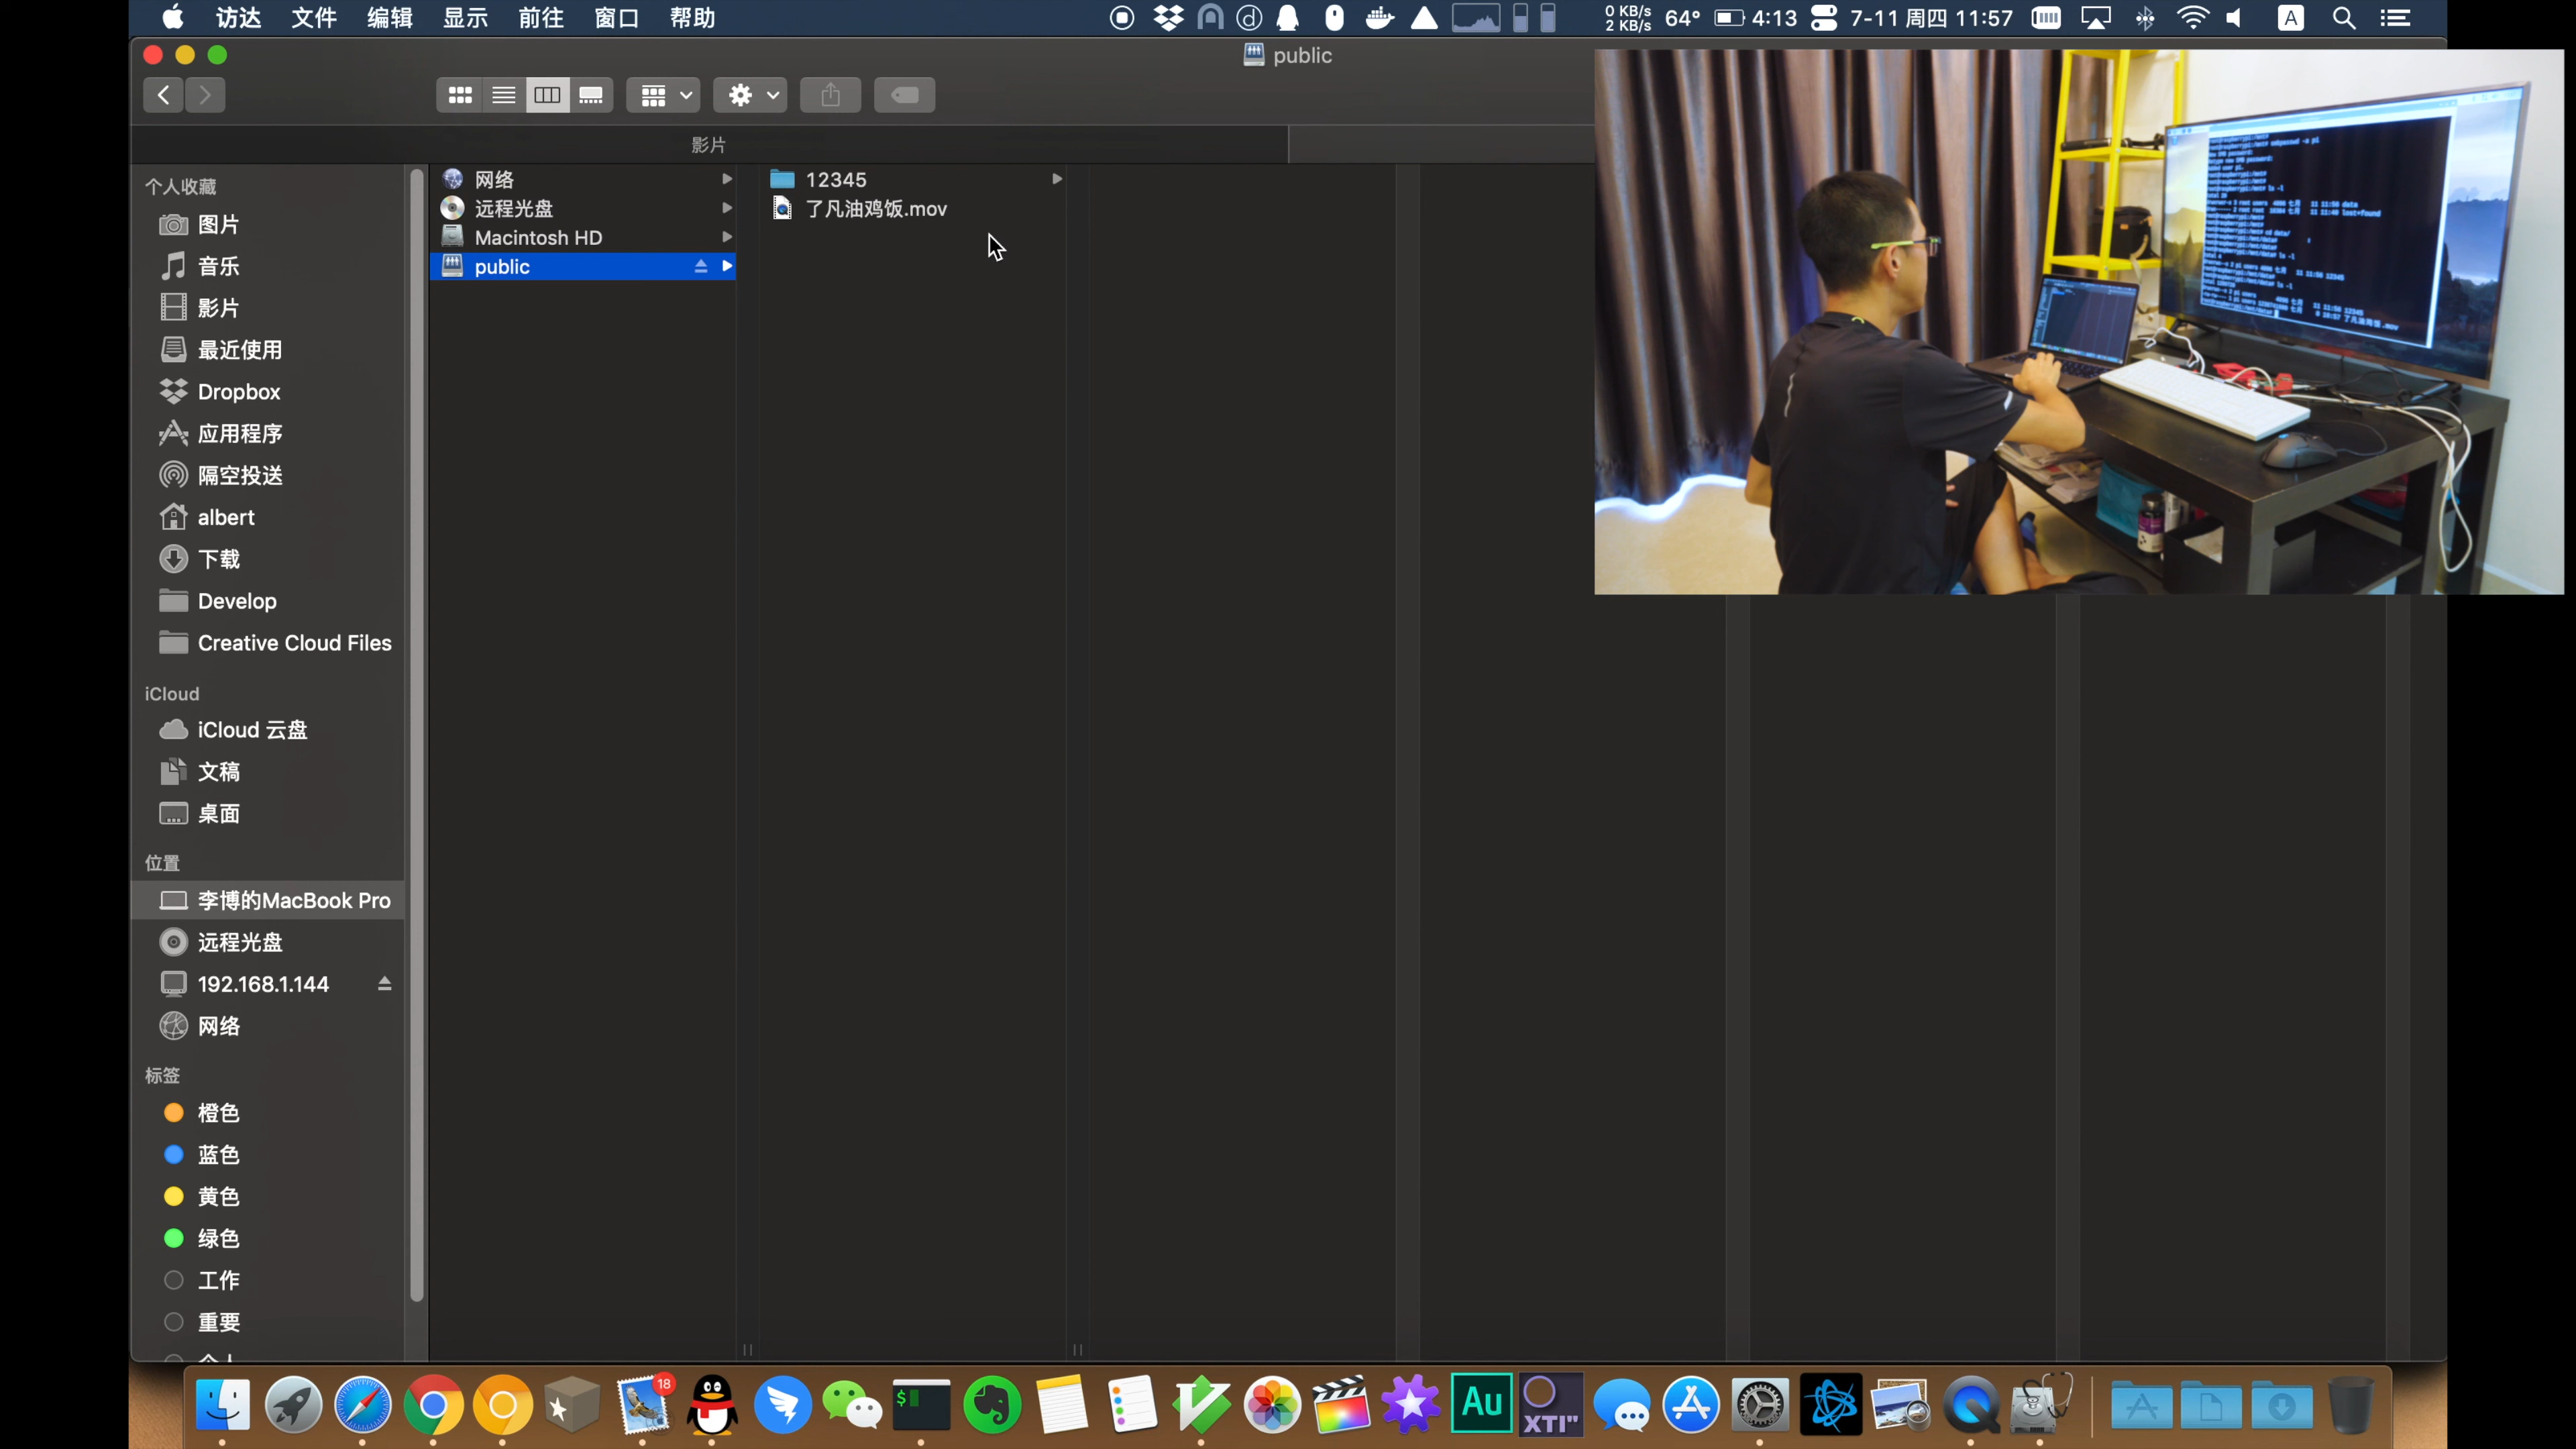 访达 文件 编辑 显示 前往 窗口 帮助
0 KB/s
2 KB/s
64° 4:13 7-11 周四 11:57 A
public
影片
个人收藏
图片
音乐
影片
最近使用
Dropbox
应用程序
隔空投送
albert
下载
Develop
Creative Cloud Files
iCloud
iCloud 云盘
文稿
桌面
位置
李博的MacBook Pro
远程光盘
192.168.1.144
网络
标签
橙色
蓝色
黄色
绿色
工作
重要
网络
远程光盘
Macintosh HD
public
12345
了凡油鸡饭.mov
18
$
Au
XTI"